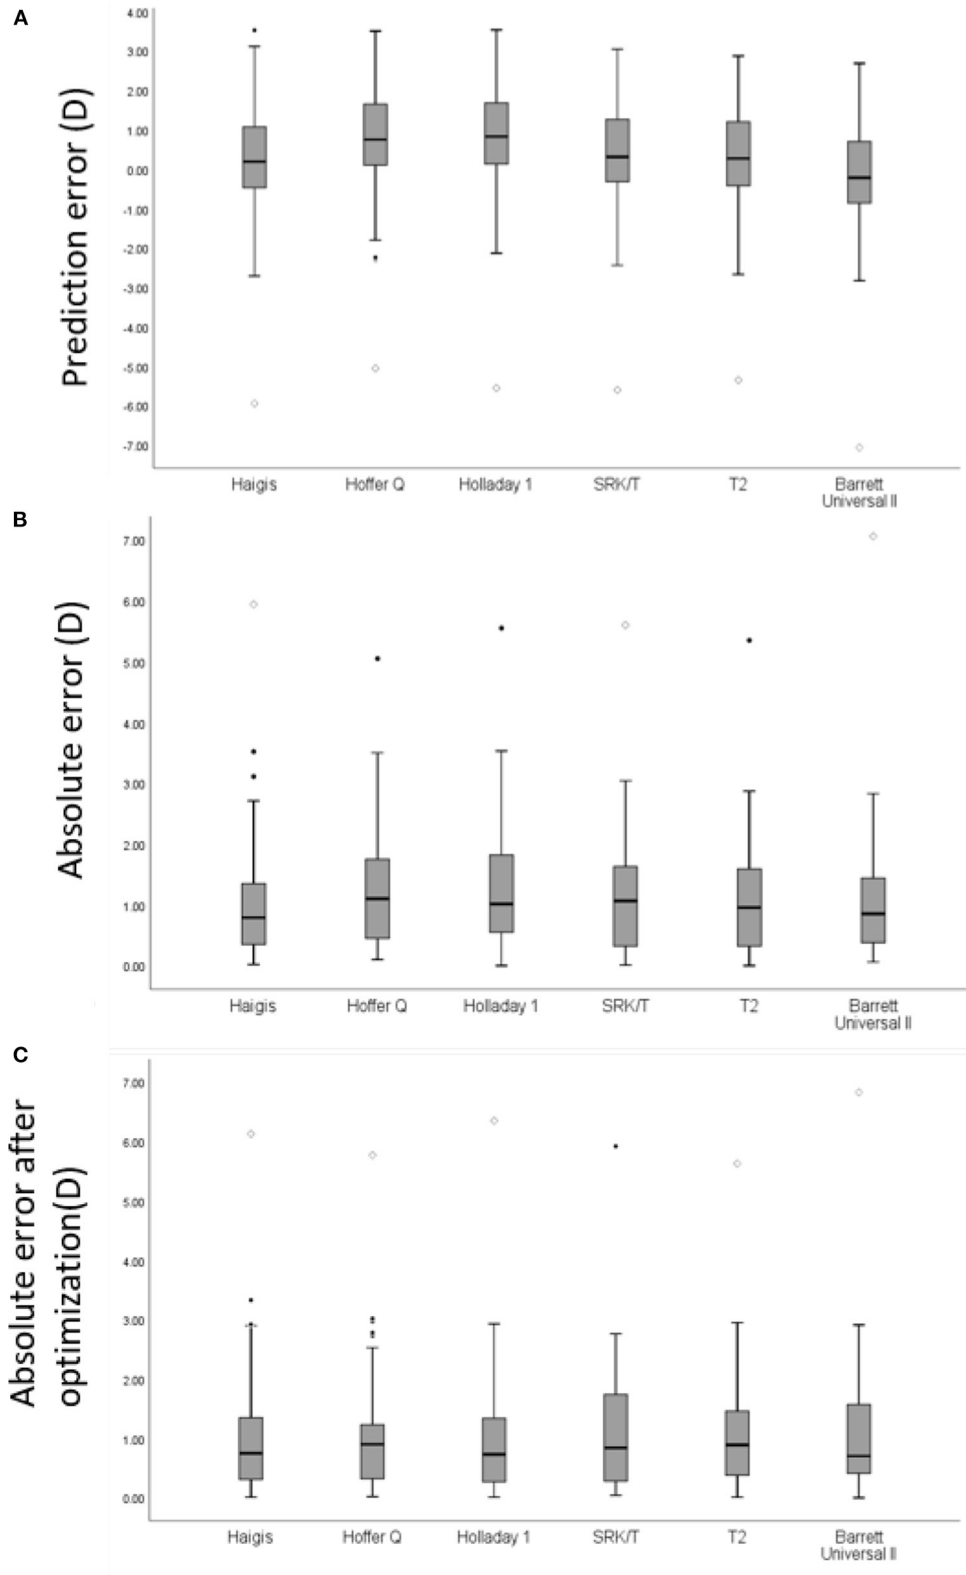 A
Prediction error (D)
4.00
3.00
2.00
1.00
0.00
-1.00
-2.00
-3.00
-4.00
-5.00
-6.00
-7.00
Haigis
Hoffer Q
Holladay 1
SRK/T
T2
Barrett
Universal II
B
Absolute error (D)
7.00
6.00
5.00
4.00
3.00
2.00
1.00
0.00
Haigis
Hoffer Q
Holladay 1
SRK/T
T2
Barrett
Universal II
C
Absolute error after
optimization(D)
7.00
6.00
5.00
4.00
3.00
2.00
1.00
0.00
Haigis
Hoffer Q
Holladay 1
SRK/T
T2
Barrett
Universal II